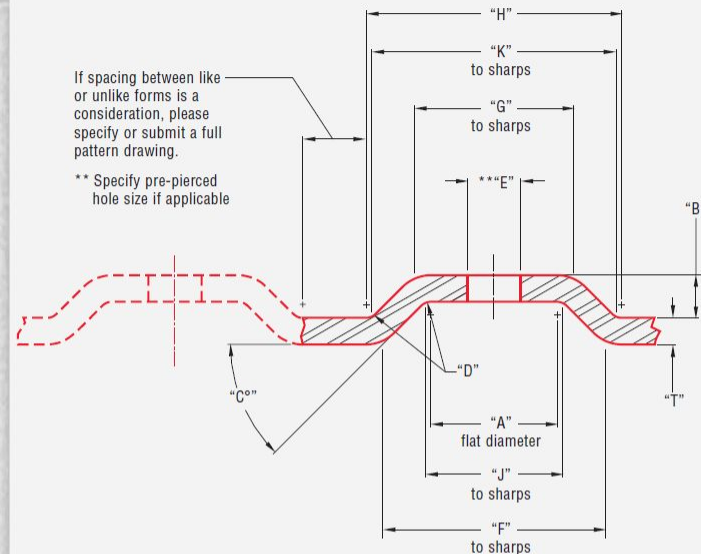 “H”
“K”
to sharps
If spacing between like
or unlike forms is a
consideration, please
specify or submit a full
pattern drawing.
“G”
to sharps
** Specify pre-pierced
hole size if applicable
**“E”
“B
“D”
“C°”
“T”
“A”
flat diameter
“J”
to sharps
“F”
to sharps